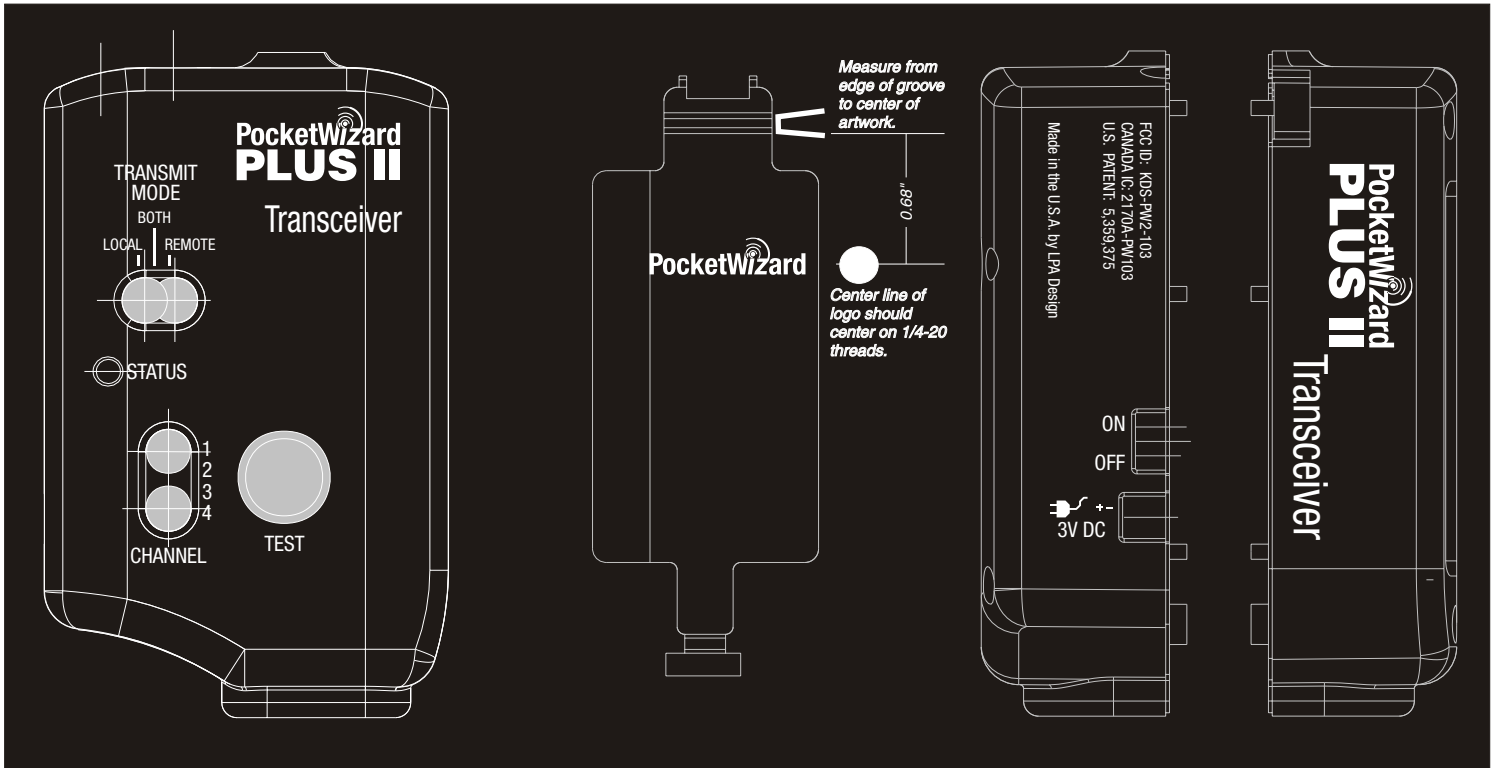 PocketWizard
PLUS II
Transceiver
TRANSMIT
MODE
BOTH
LOCAL
REMOTE
STATUS
1
2
3
4
CHANNEL
TEST
PocketWizard
Measure from
edge of groove
to center of
artwork.
0.68"
Center line of
logo should
center on 1/4-20
threads.
FCC ID: KDS-PW2-103
CANADA IC: 2170A-PW103
U.S. PATENT: 5,359,375
Made in the U.S.A. by LPA Design
ON
OFF
+-
3V DC
PocketWizard
PLUS II
Transceiver